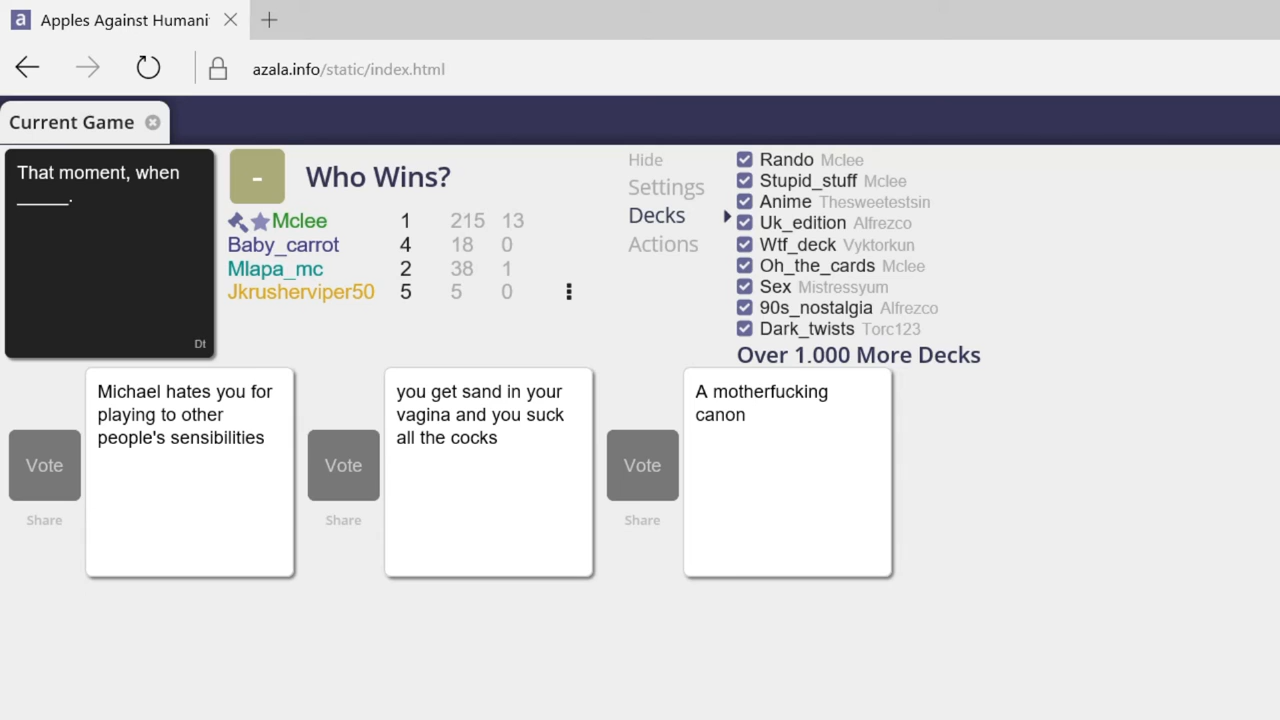 a Apples Against Humani
azala.info/static/index.html
Current Game
That moment, when
_____.
Dt
- Who Wins?
Mclee 1 215 13
Baby_carrot 4 18 0
Mlapa_mc 2 38 1
Jkrusherviper50 5 5 0
Hide
Settings
Decks
Actions
Rando Mclee
Stupid_stuff Mclee
Anime Thesweetestsin
Uk_edition Alfrezco
Wtf_deck Vyktorkun
Oh_the_cards Mclee
Sex Mistressyum
90s_nostalgia Alfrezco
Dark_twists Torc123
Over 1,000 More Decks
Vote
Share
Michael hates you for
playing to other
people's sensibilities
Vote
Share
you get sand in your
vagina and you suck
all the cocks
Vote
Share
A motherfucking
canon